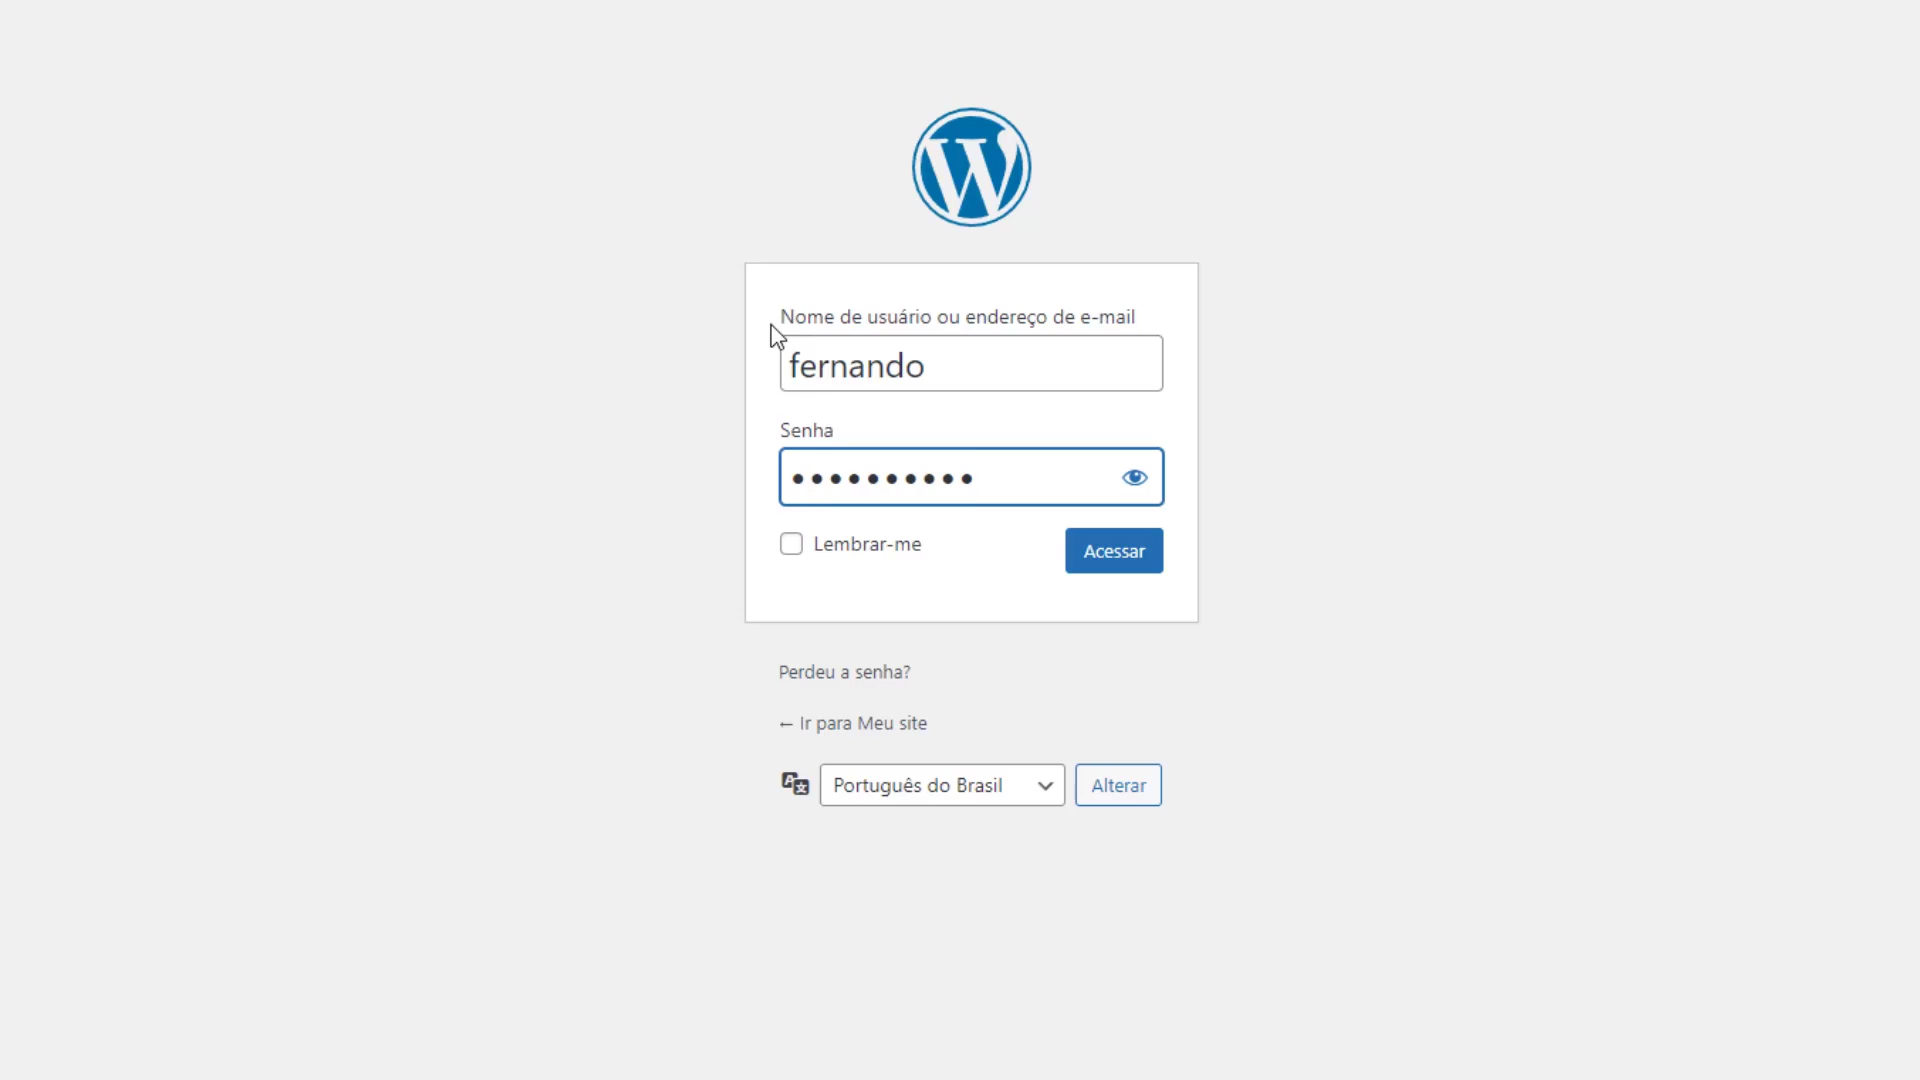 Nome de usuário ou endereço de e-mail
fernando
Senha
••••••••••
Lembrar-me
Acessar
Perdeu a senha?
← Ir para Meu site
Português do Brasil
Alterar